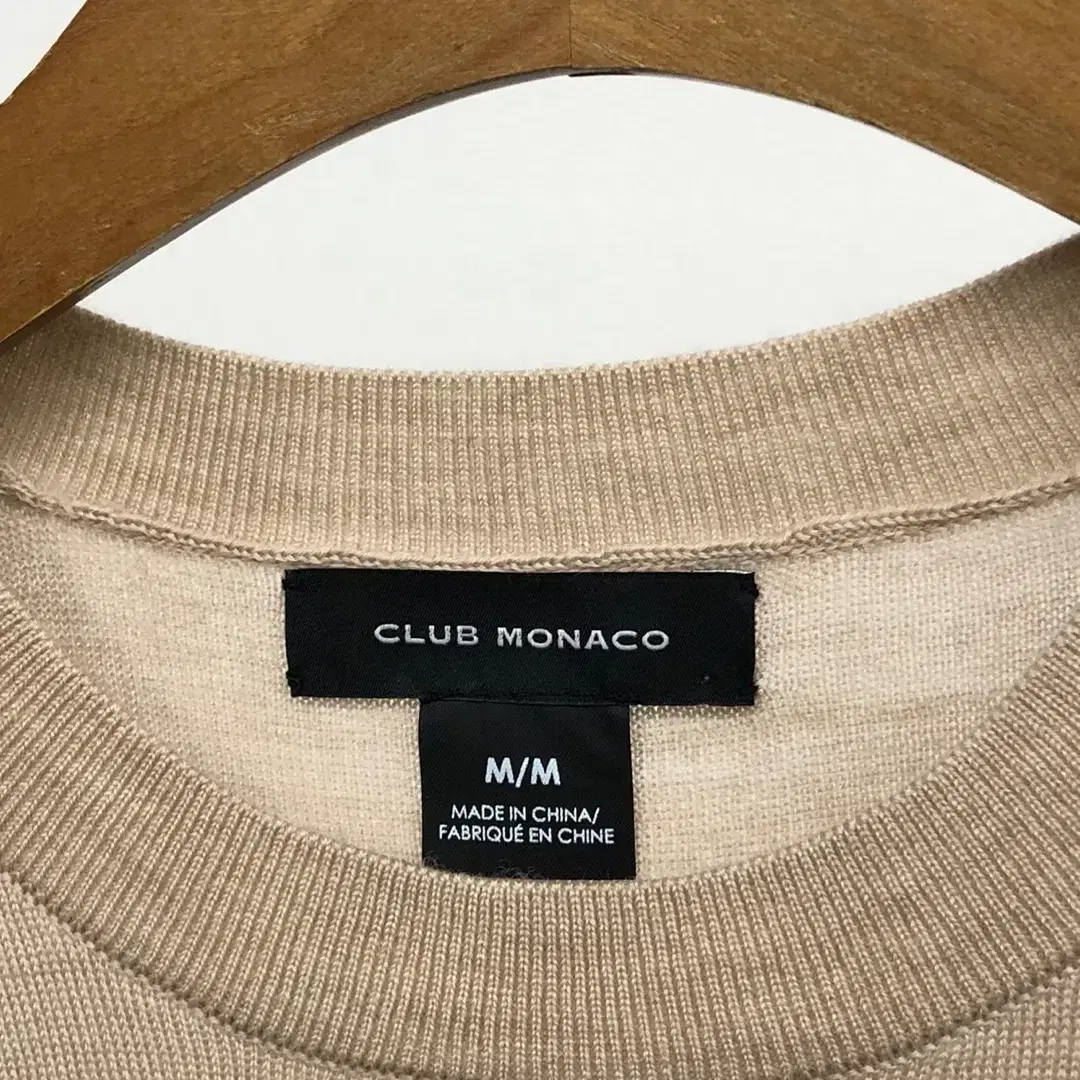 CLUB MONACO
M/M
MADE IN CHINA/
FABRIQUÉ EN CHINE